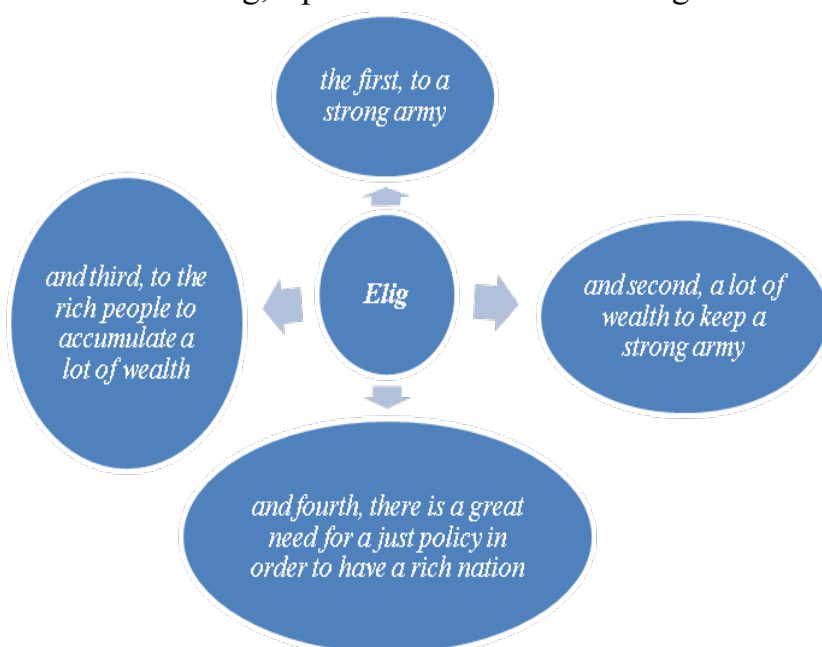 the first, to a
strong army
Elig
and second, a lot of
wealth to keep a
strong army
and third, to the
rich people to
accumulate a
lot of wealth
and fourth, there is a great
need for a just policy in
order to have a rich nation